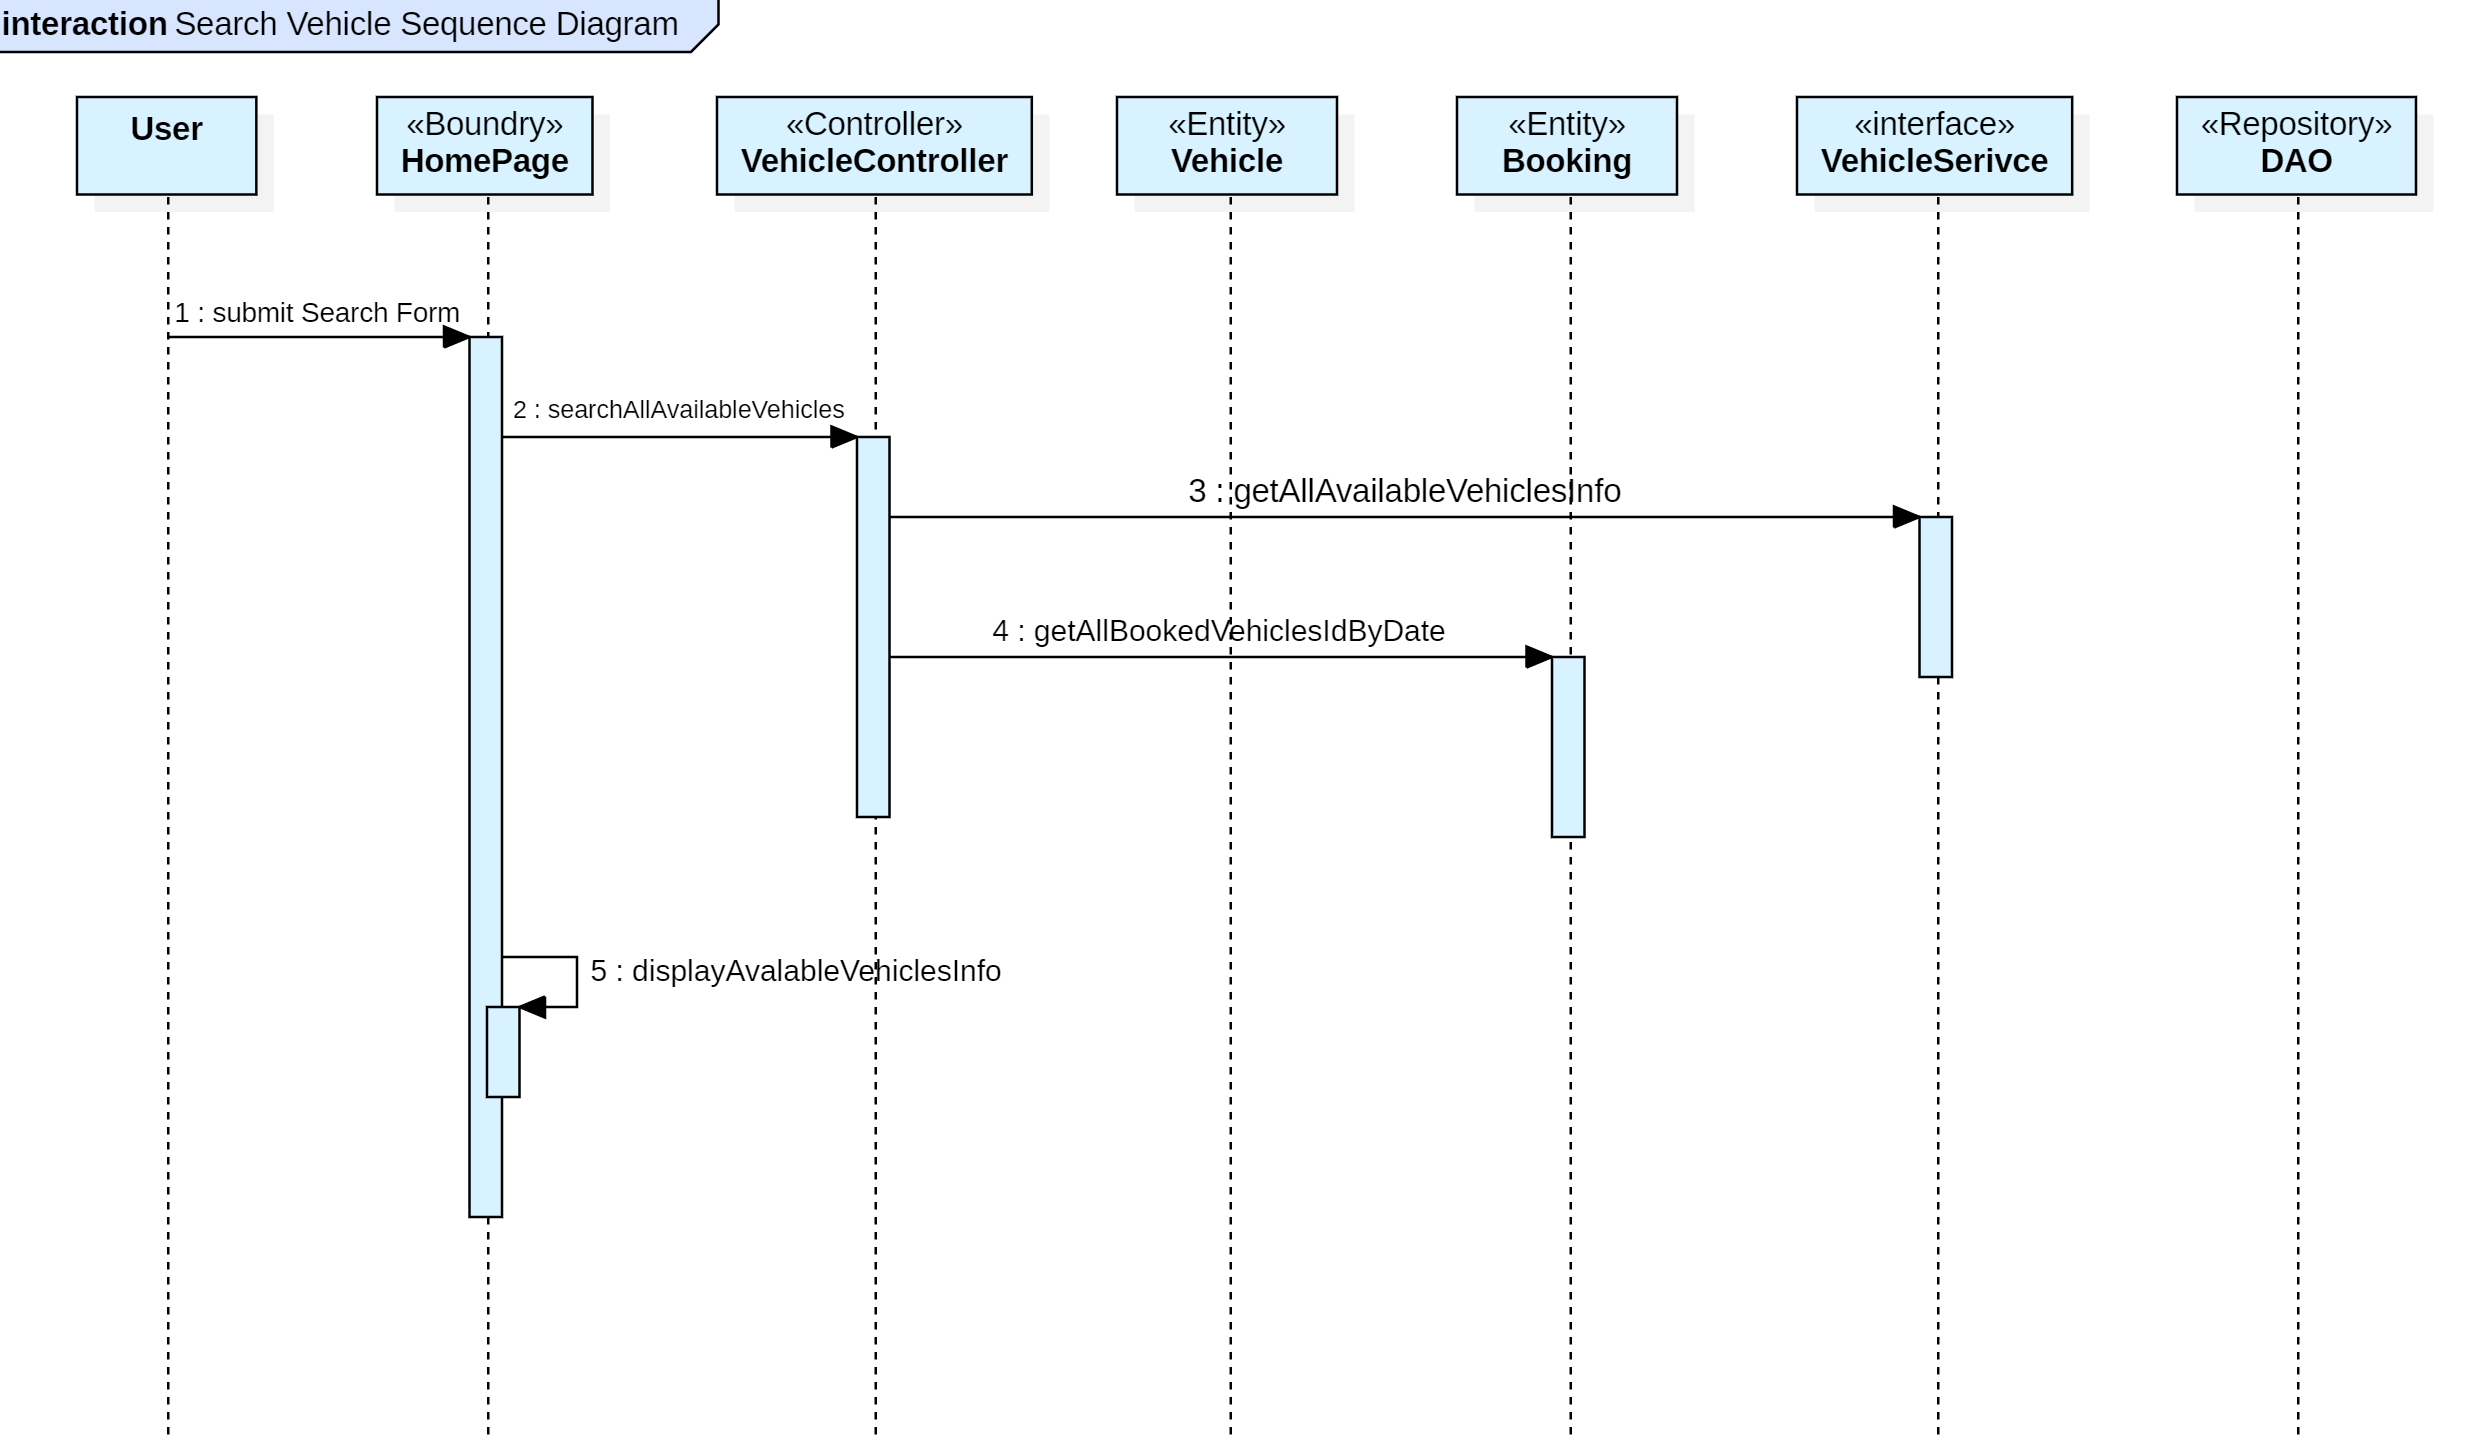 interaction Search Vehicle Sequence Diagram
User
«Boundry»
HomePage
«Controller»
VehicleController
«Entity»
Vehicle
«Entity»
Booking
«interface»
VehicleSerivce
«Repository»
DAO
1 : submit Search Form
2 : searchAllAvailableVehicles
3 : getAllAvailableVehiclesInfo
4 : getAllBookedVehiclesIdByDate
5 : displayAvalableVehiclesInfo